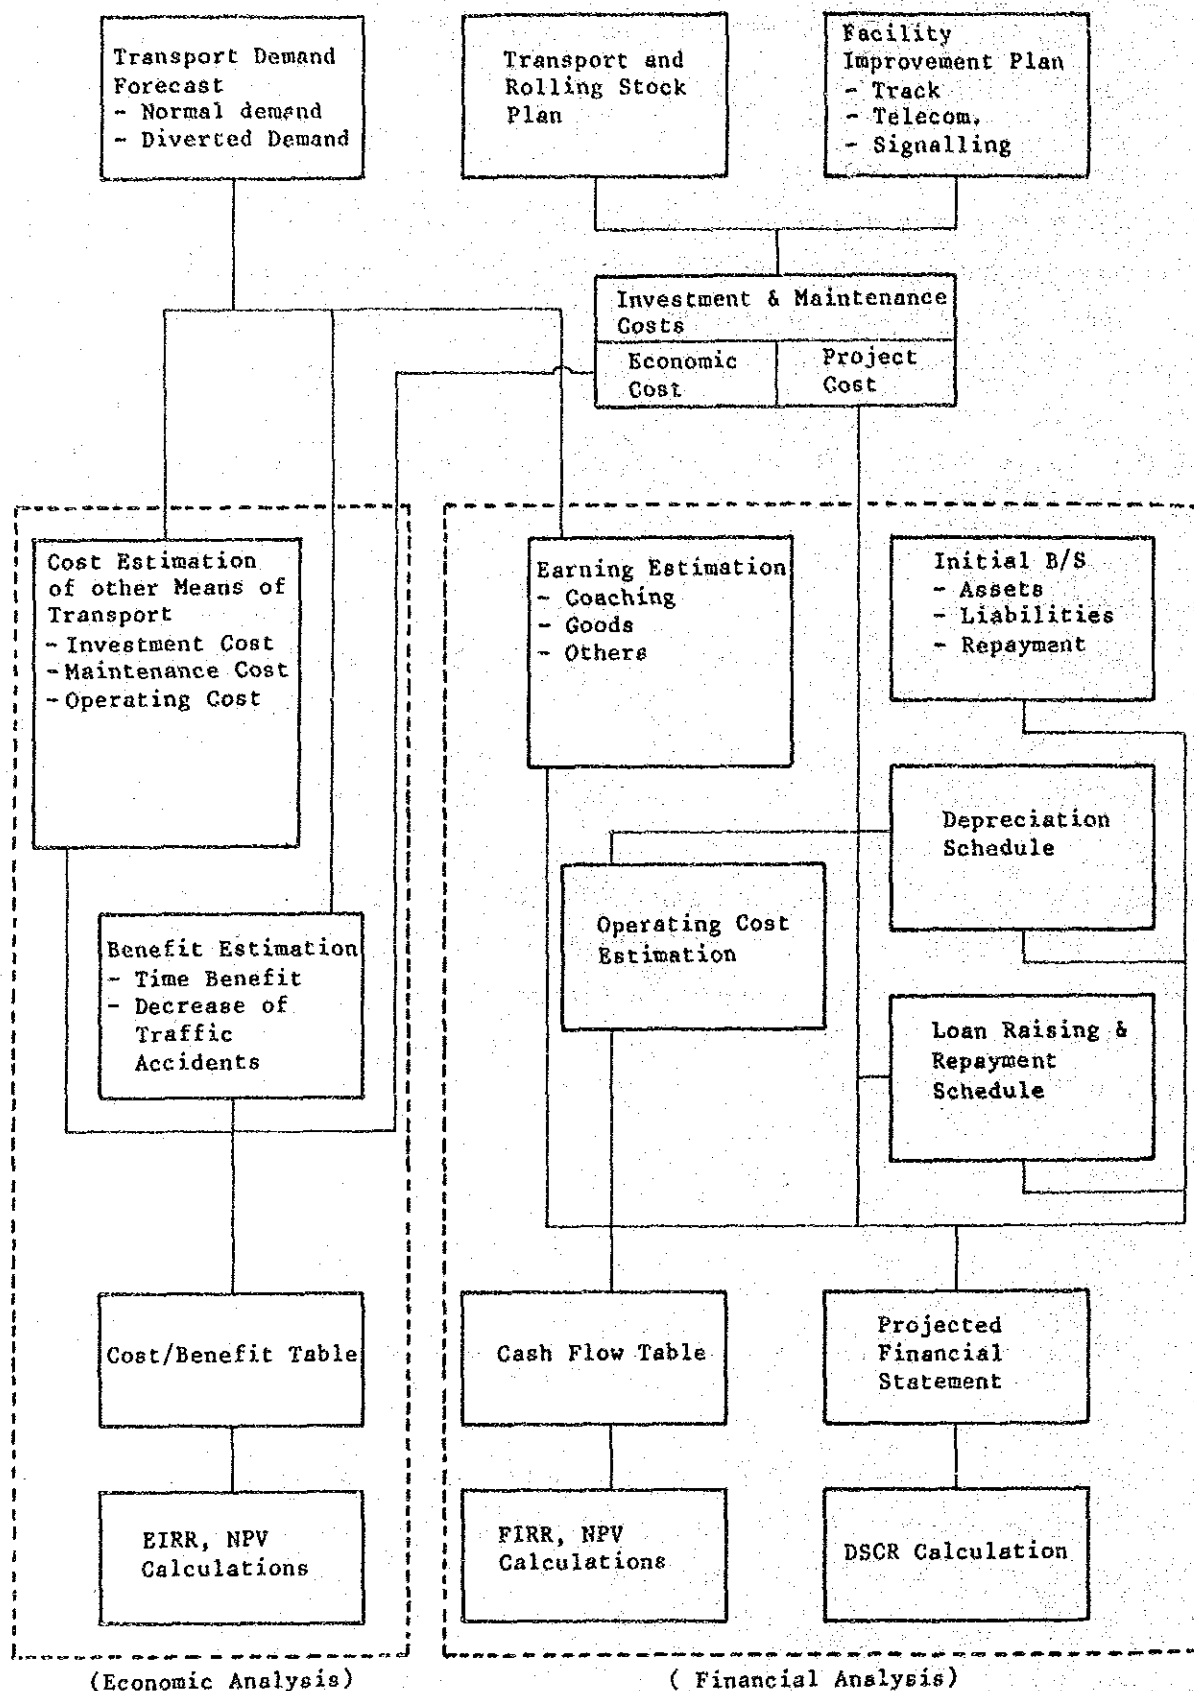 Transport Demand
Forecast
- Normal demand
- Diverted Demand
Transport and
Rolling Stock
Plan
Facility
Improvement Plan
- Track
- Telecom.
- Signalling
Investment & Maintenance
Costs
Economic
Cost
Project
Cost
Cost Estimation
of other Means of
Transport
- Investment Cost
- Maintenance Cost
- Operating Cost
Earning Estimation
- Coaching
- Goods
- Others
Initial B/S
- Assets
- Liabilities
- Repayment
Depreciation
Schadule
Operating Cost
Estimation
Benefit Estimation
- Time Benefit
- Decrease of
Traffic
Accidents
Loan Raising &
Repayment
Schedule
Cost/Benefit Table
Cash Flow Table
Projected
Financial
Statement
EIRR, NPV
Calculations
FIRR, NPV
Calculations
DSCR Calculation
(Economic Analysis)
( Financial Analysis)